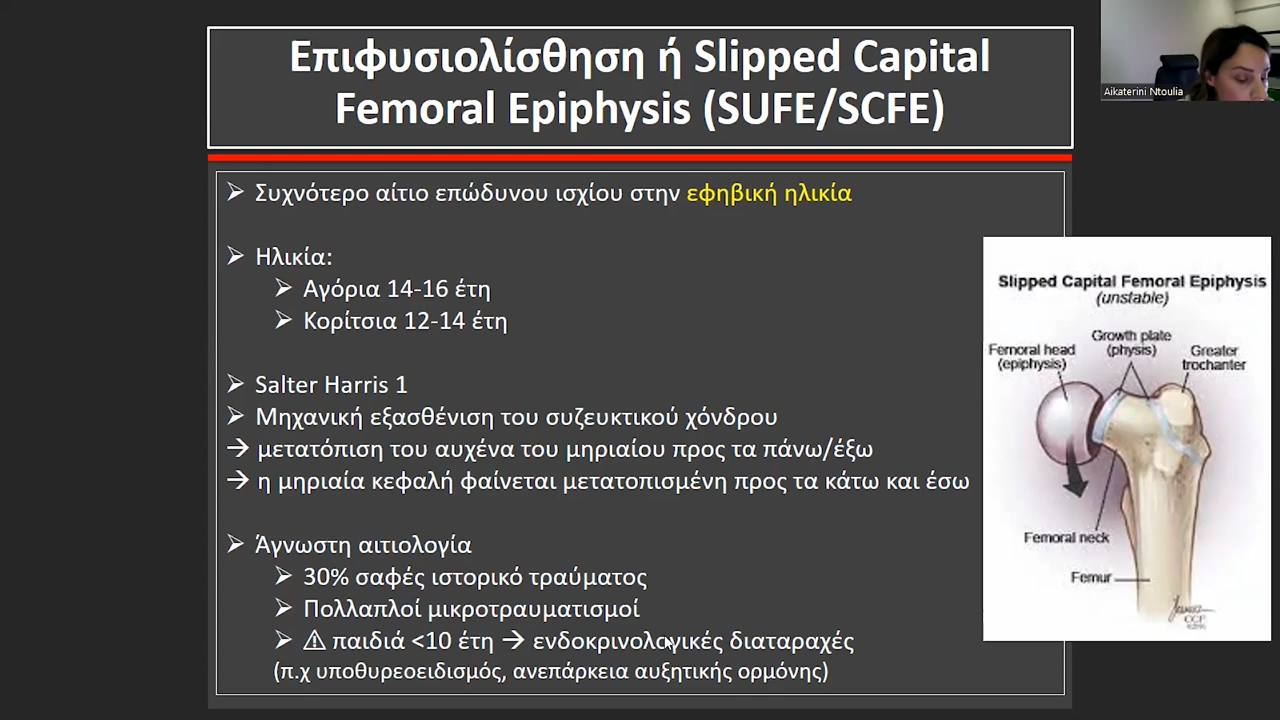 Επιφυσιολίσθηση ή Slipped Capital
Femoral Epiphysis (SUFE/SCFE)
Aikaterini Ntoulia
➢ Συχνότερο αίτιο επώδυνου ισχίου στην εφηβική ηλικία
➢ Ηλικία:
➢ Αγόρια 14-16 έτη
➢ Κορίτσια 12-14 έτη
➢ Salter Harris 1
➢ Μηχανική εξασθένιση του συζευκτικού χόνδρου
→ μετατόπιση του αυχένα του μηριαίου προς τα πάνω/έξω
→ η μηριαία κεφαλή φαίνεται μετατοπισμένη προς τα κάτω και έσω
➢ Άγνωστη αιτιολογία
➢ 30% σαφές ιστορικό τραύματος
➢ Πολλαπλοί μικροτραυματισμοί
➢ ⚠ παιδιά <10 έτη → ενδοκρινολογικές διαταραχές
(π.χ υποθυρεοειδισμός, ανεπάρκεια αυξητικής ορμόνης)
Slipped Capital Femoral Epiphysis
(unstable)
Growth plate
(physis)
Femoral head
(epiphysis)
Greater
trochanter
Femoral neck
Femur
CCF